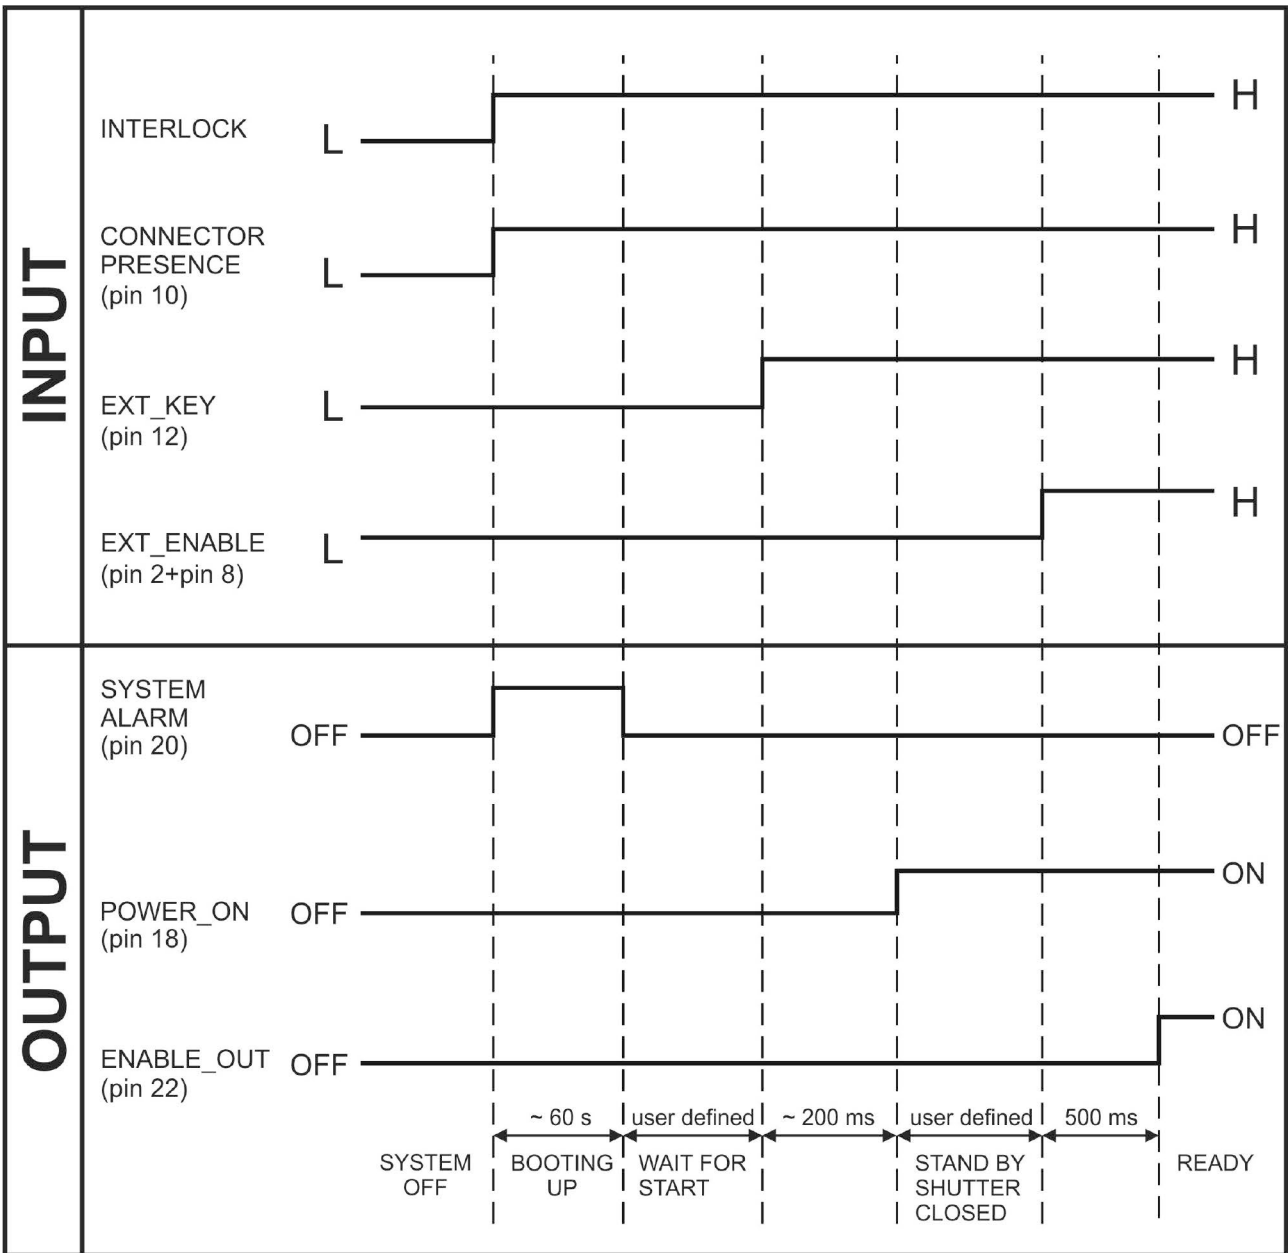 INPUT
INTERLOCK
L
H
CONNECTOR
PRESENCE
(pin 10)
L
H
EXT_KEY
(pin 12)
L
H
EXT_ENABLE
(pin 2+pin 8)
L
H
OUTPUT
SYSTEM
ALARM
(pin 20)
OFF
OFF
POWER_ON
(pin 18)
OFF
ON
ENABLE_OUT
(pin 22)
OFF
ON
~ 60 s
user defined
~ 200 ms
user defined
500 ms
SYSTEM
OFF
BOOTING
UP
WAIT FOR
START
STAND BY
SHUTTER
CLOSED
READY